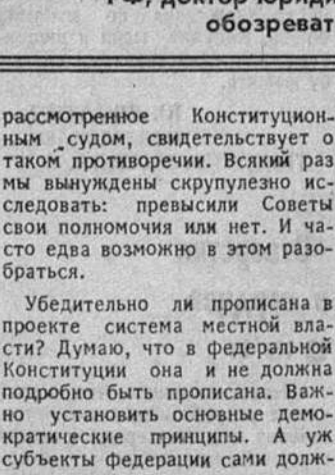 РФ, доктор юриди
обозреват
рассмотренное Конституцион-
ным судом, свидетельствует о
таком противоречии. Всякий раз
мы вынуждены скрупулезно ис-
следовать: превысили Советы
свои полномочия или нет. И ча-
сто едва возможно в этом разо-
браться.
Убедительно ли прописана в
проекте система местной вла-
сти? Думаю, что в федеральной
Конституции она и не должна
подробно быть прописана. Важ-
но установить основные демо-
кратические принципы. А уж
субъекты федерации сами долж-